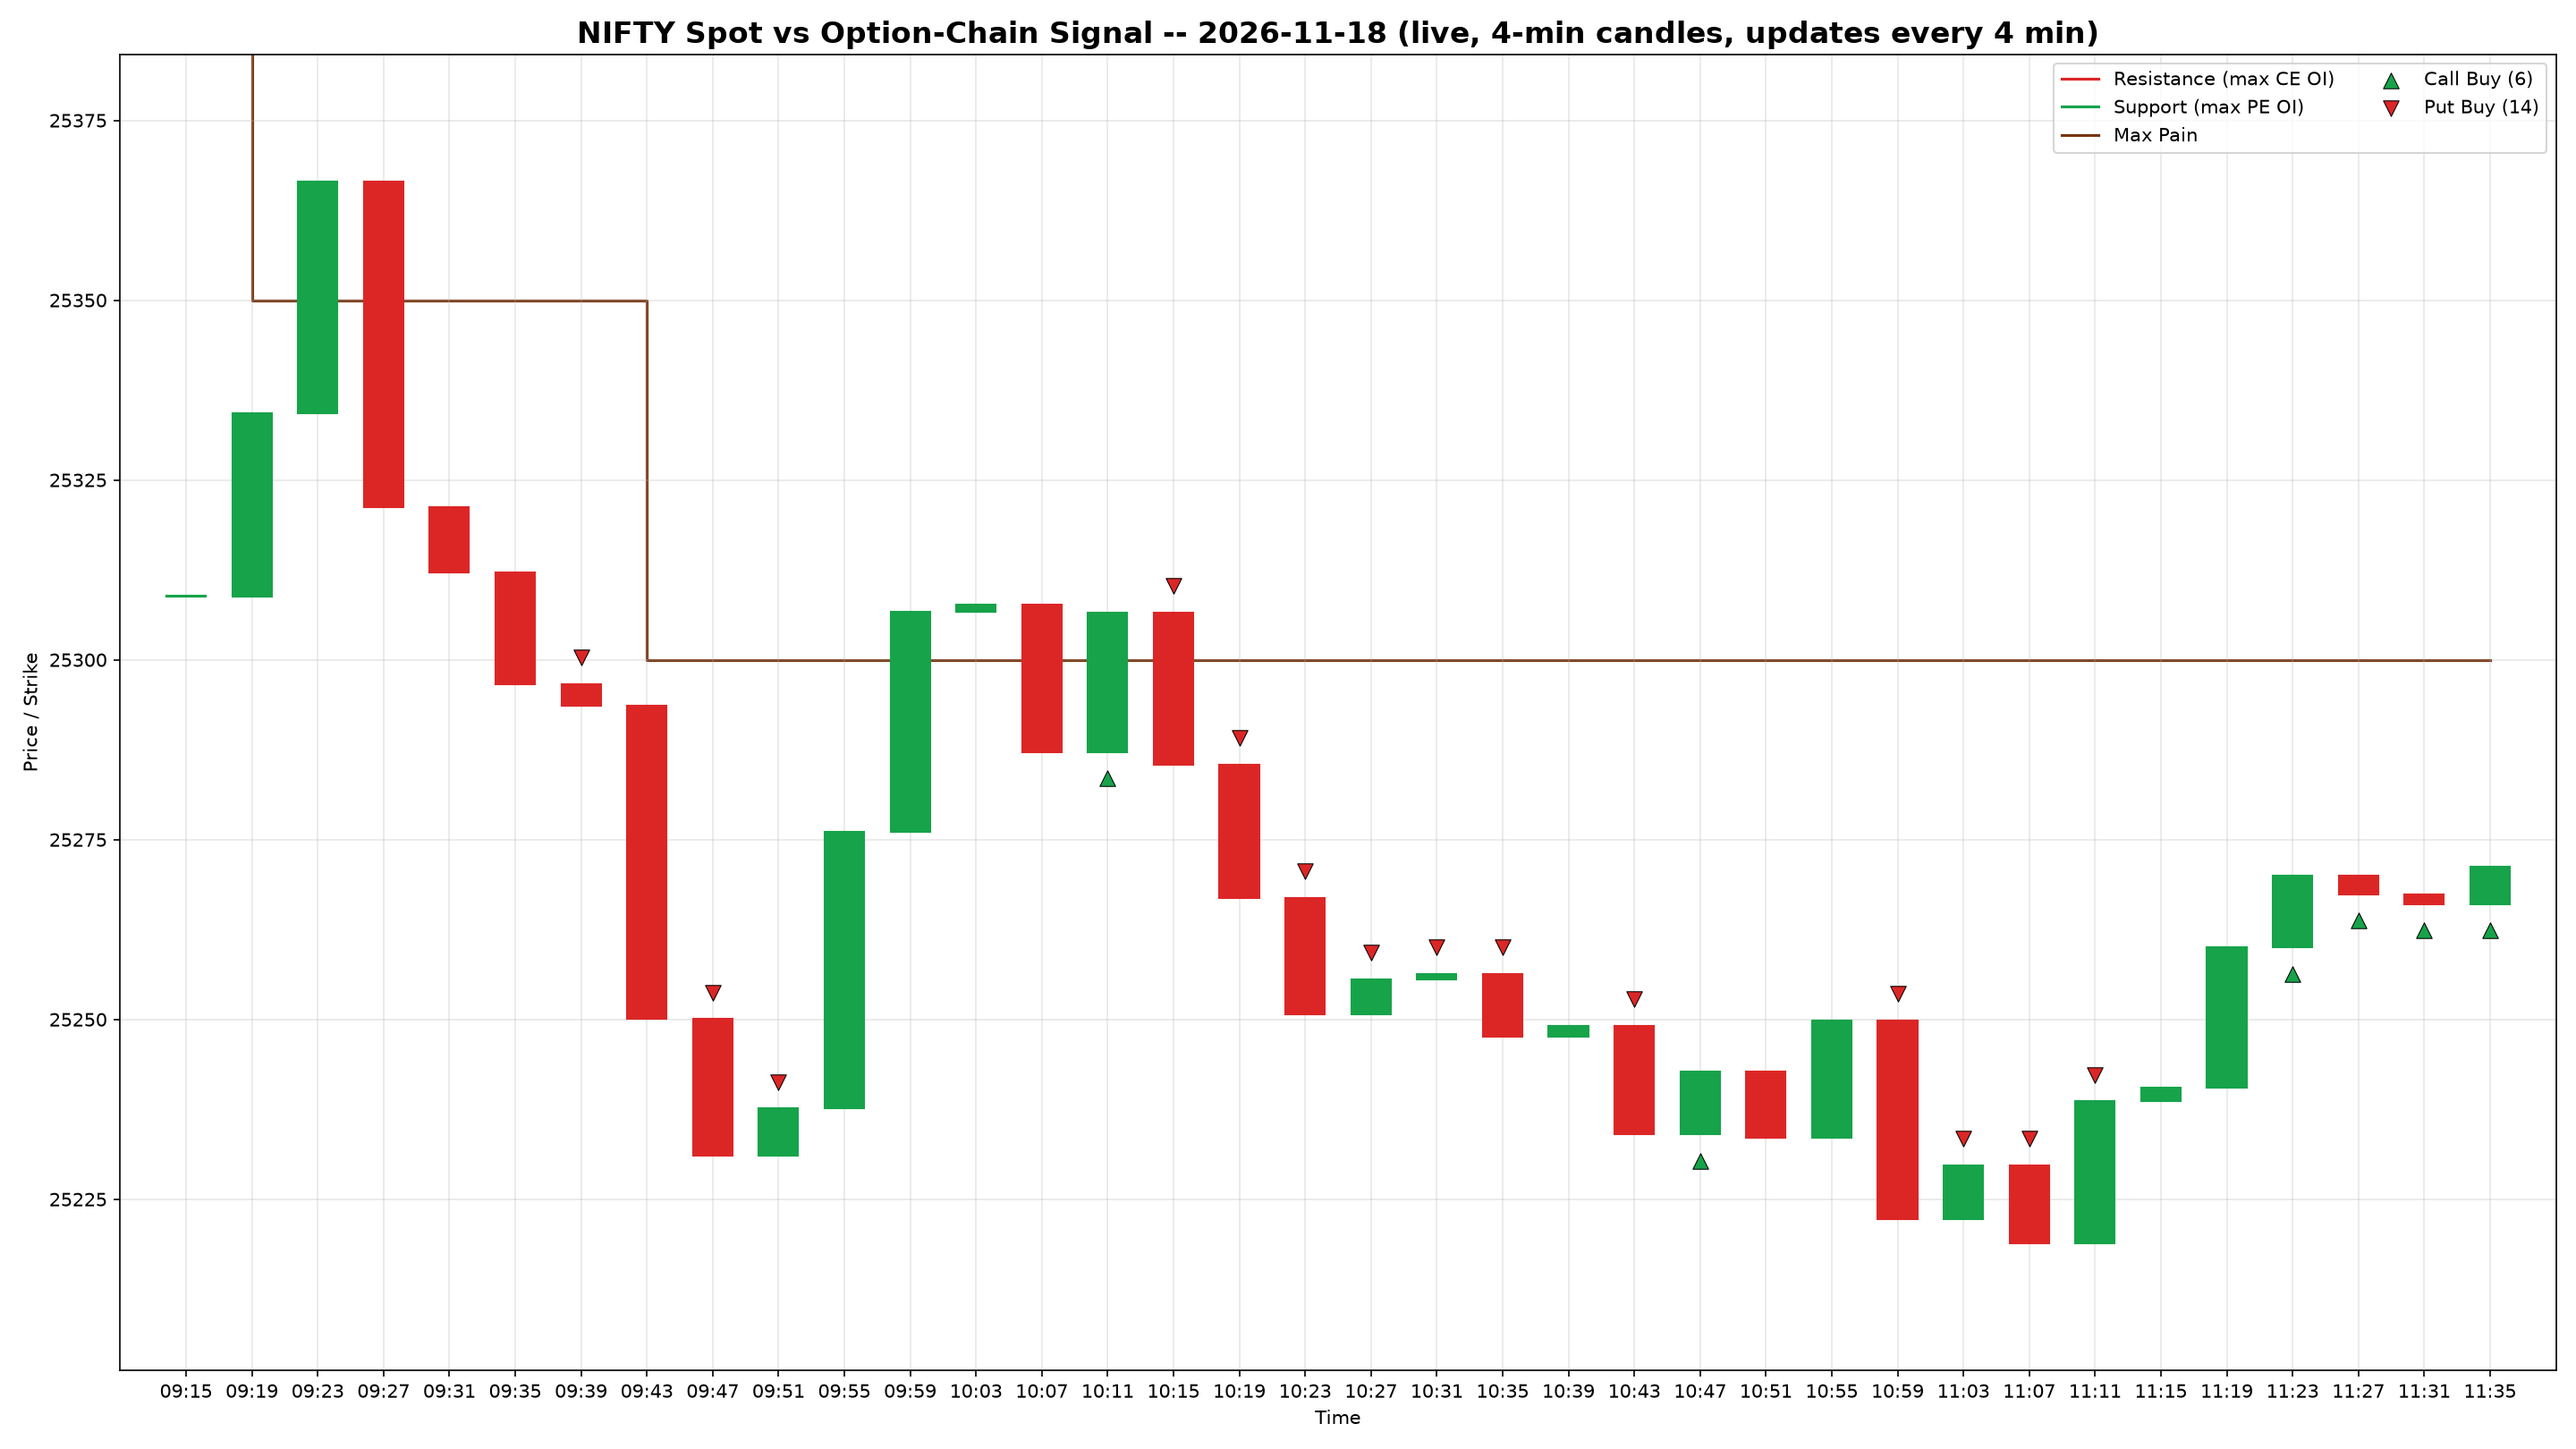 NIFTY Spot vs Option-Chain Signal -- 2026-11-18 (live, 4-min candles, updates every 4 min)
Resistance (max CE OI)
Support (max PE OI)
Max Pain
Call Buy (6)
Put Buy (14)
Price / Strike
25375
25350
25325
25300
25275
25250
25225
09:15 09:19 09:23 09:27 09:31 09:35 09:39 09:43 09:47 09:51 09:55 09:59 10:03 10:07 10:11 10:15 10:19 10:23 10:27 10:31 10:35 10:39 10:43 10:47 10:51 10:55 10:59 11:03 11:07 11:11 11:15 11:19 11:23 11:27 11:31 11:35
Time